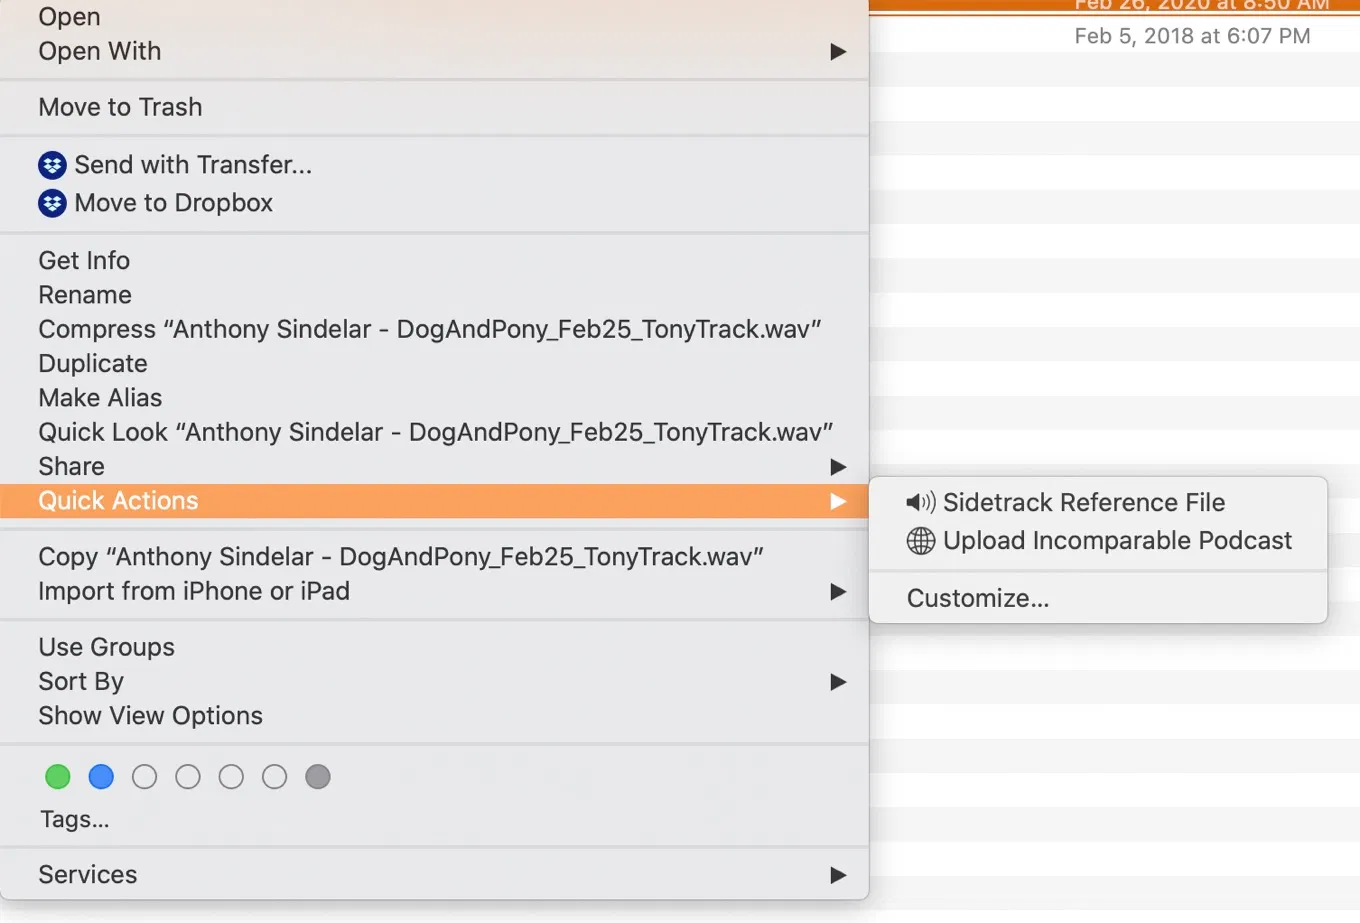 Feb 26, 2020 at 8:50 AM
Feb 5, 2018 at 6:07 PM
Open
Open With
Move to Trash
Send with Transfer...
Move to Dropbox
Get Info
Rename
Compress “Anthony Sindelar - DogAndPony_Feb25_TonyTrack.wav”
Duplicate
Make Alias
Quick Look “Anthony Sindelar - DogAndPony_Feb25_TonyTrack.wav”
Share
Quick Actions
Sidetrack Reference File
Upload Incomparable Podcast
Customize...
Copy “Anthony Sindelar - DogAndPony_Feb25_TonyTrack.wav”
Import from iPhone or iPad
Use Groups
Sort By
Show View Options
Tags...
Services